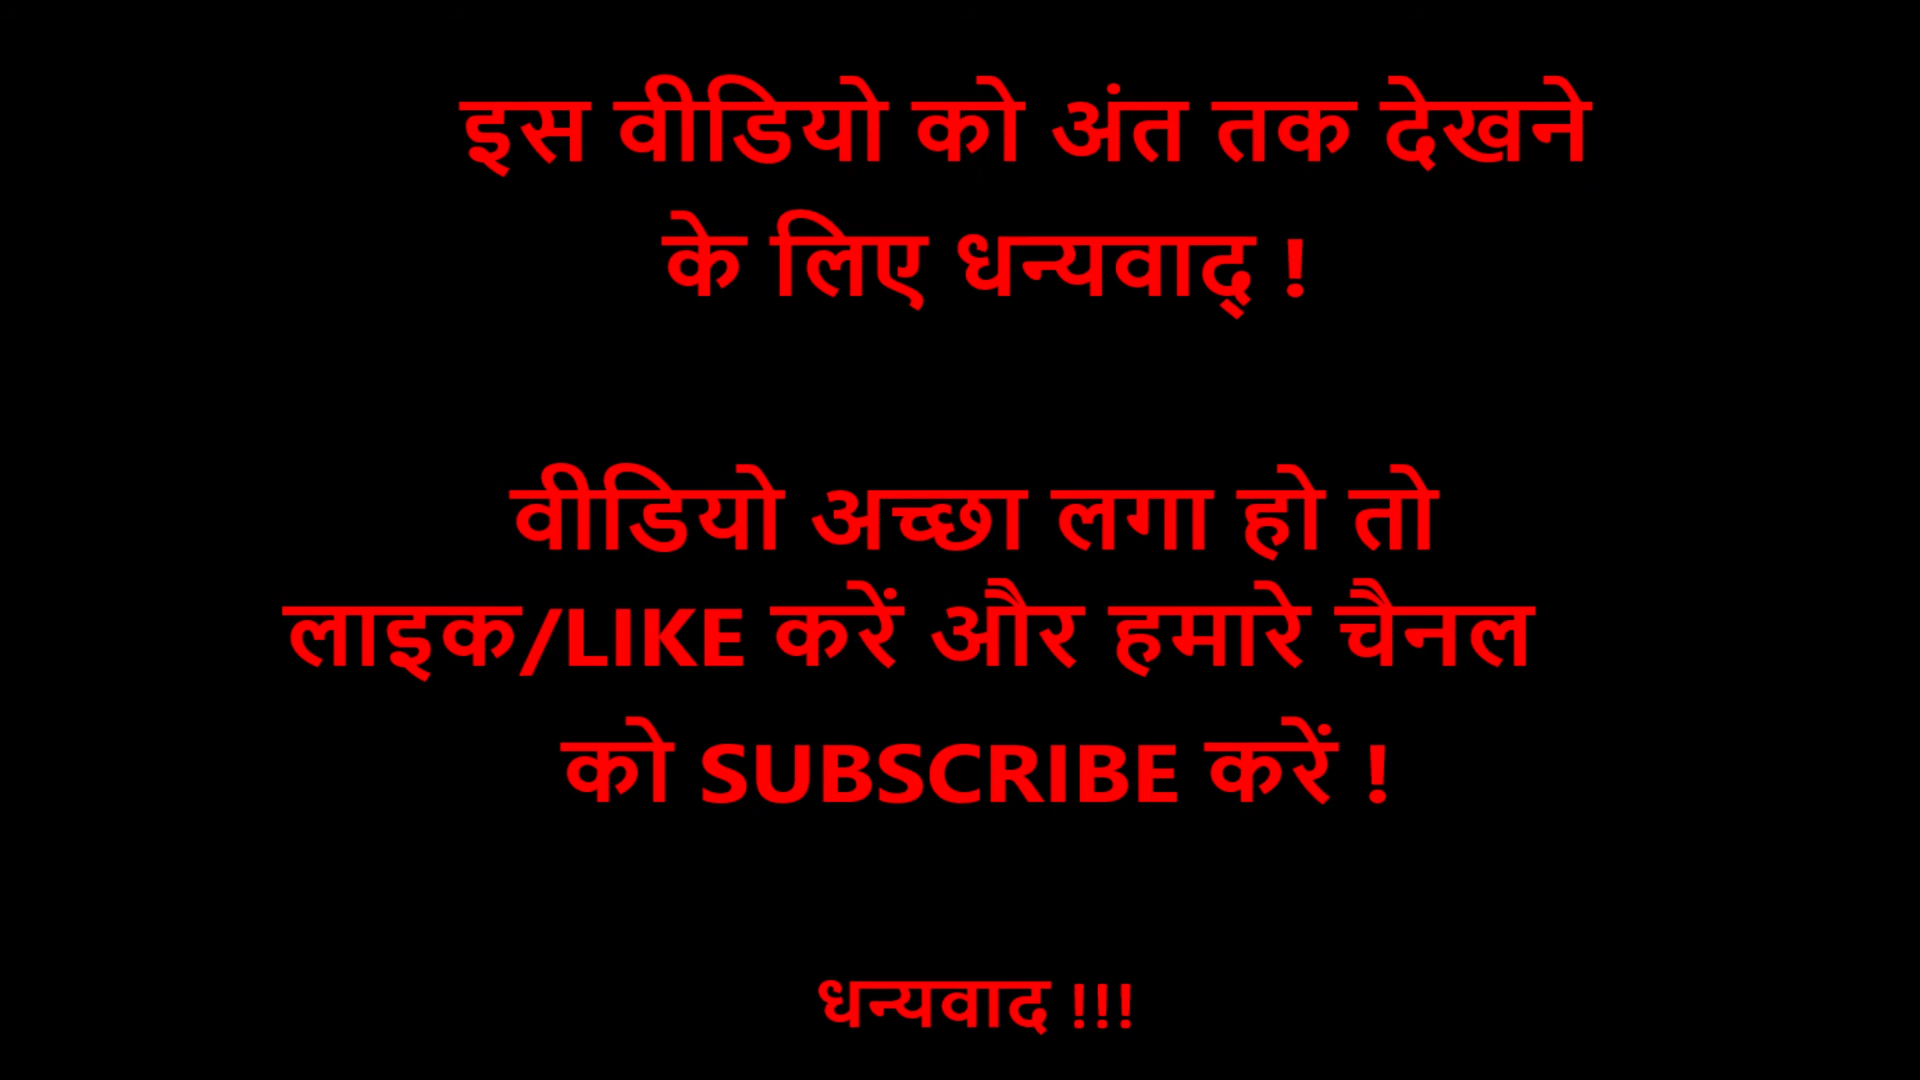 इस वीडियो को अंत तक देखने
के लिए धन्यवाद् !
वीडियो अच्छा लगा हो तो
लाइक/LIKE करें और हमारे चैनल
को SUBSCRIBE करें !
धन्यवाद !!!